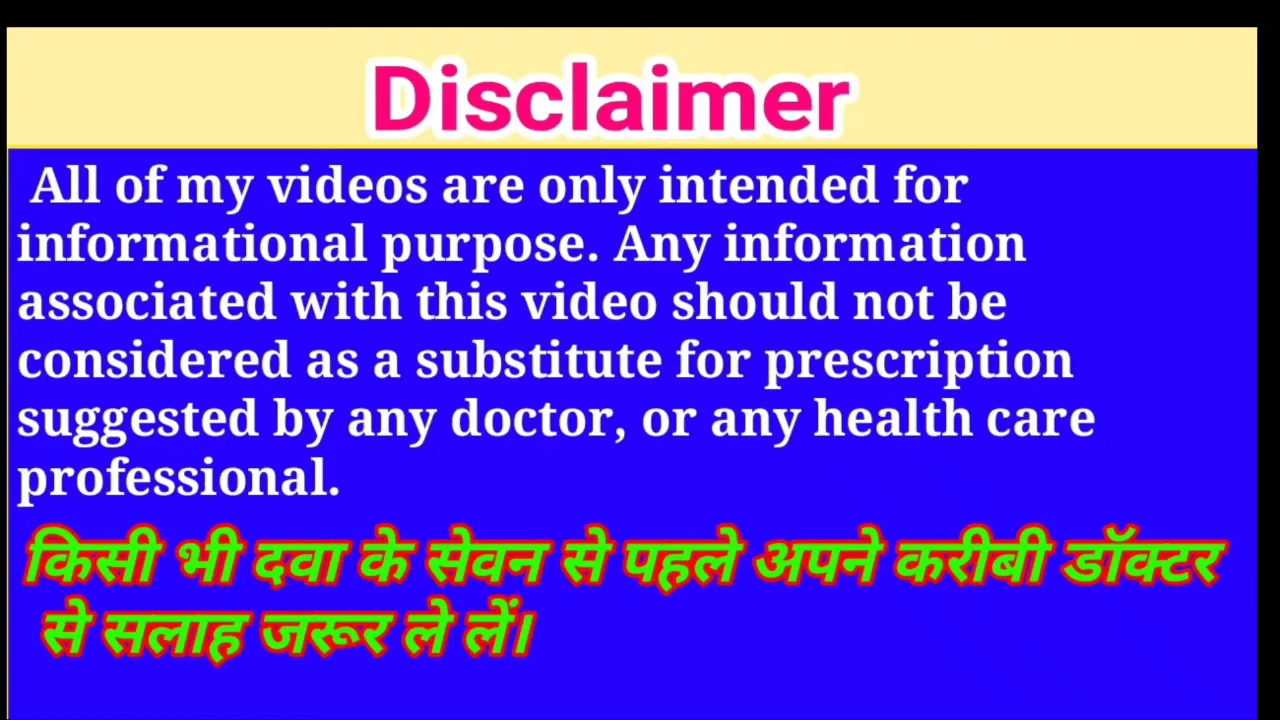 Disclaimer
All of my videos are only intended for
informational purpose. Any information
associated with this video should not be
considered as a substitute for prescription
suggested by any doctor, or any health care
professional.
किसी भी दवा के सेवन से पहले अपने करीबी डॉक्टर
से सलाह जरूर ले लें।